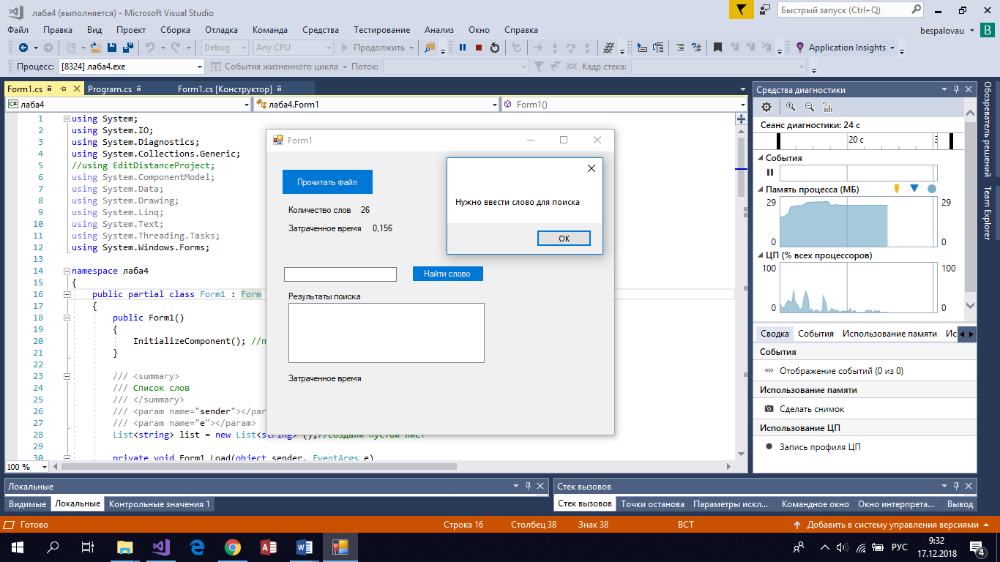 лаба4 (выполняется) - Microsoft Visual Studio
Быстрый запуск (Ctrl+Q)
Файл Правка Вид Проект Сборка Отладка Команда Средства Тестирование Анализ Окно Справка
bespalovau B
Debug Any CPU Продолжить Application Insights
Процесс: [8324] лаба4.exe События жизненного цикла Поток: Кадр стека:
Form1.cs Program.cs Form1.cs [Конструктор]
C# лаба4 лаба4.Form1 Form1()
1 using System;
2 using System.IO;
3 using System.Diagnostics;
4 using System.Collections.Generic;
5 //using EditDistanceProject;
6 using System.ComponentModel;
7 using System.Data;
8 using System.Drawing;
9 using System.Linq;
10 using System.Text;
11 using System.Threading.Tasks;
12 using System.Windows.Forms;
13
14 namespace лаба4
15 {
16 public partial class Form1 : Form
17 {
18 public Form1()
19 {
20 InitializeComponent(); //п
21 }
22
23 /// <summary>
24 /// Список слов
25 /// </summary>
26 /// <param name="sender"></par
27 /// <param name="e"></param>
28 List<string> list = new List<string> ();//создали пустой лист
29
30 private void Form1_Load(object sender, EventArgs e)
100 %
Form1
Прочитать файл
Количество слов 26
Затраченное время 0,156
Найти слово
Результаты поиска
Затраченное время
Нужно ввести слово для поиска
ОК
Средства диагностики
Сеанс диагностики: 24 с
20 с
События
Память процесса (МБ)
29 29
0 0
ЦП (% всех процессоров)
100 100
0 0
Сводка События Использование памяти Ис
События
Отображение событий (0 из 0)
Использование памяти
Сделать снимок
Использование ЦП
Запись профиля ЦП
Обозреватель решений
Team Explorer
Локальные
Видимые Локальные Контрольные значения 1
Стек вызовов
Стек вызовов Точки останова Параметры искл... Командное окно Окно интерпрета... Вывод
Готово Строка 16 Столбец 38 Знак 38 ВСТ Добавить в систему управления версиями
РУС
9:32
17.12.2018
4